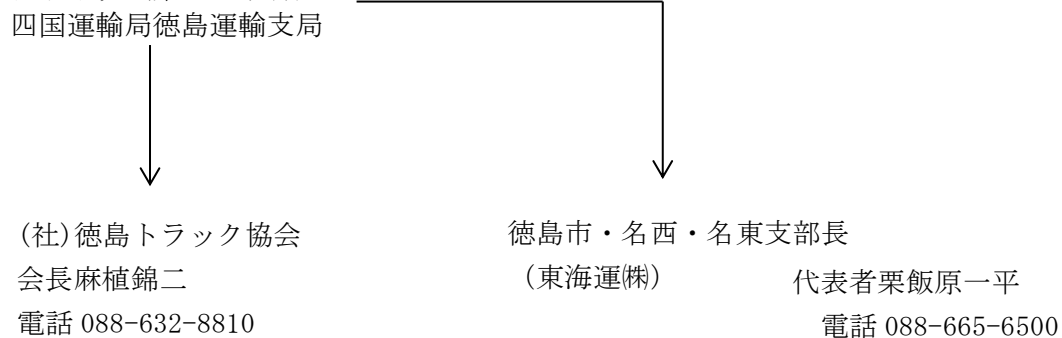 四国運輸局徳島運輸支局
(社)徳島トラック協会
会長麻植錦二
電話 088-632-8810
徳島市・名西・名東支部長
(東海運㈱) 代表者栗飯原一平
電話 088-665-6500